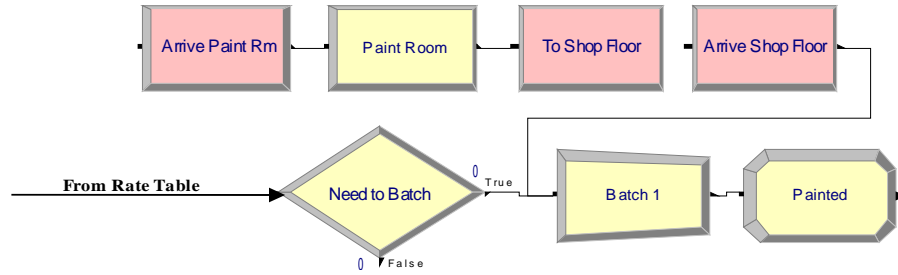 Arrive Paint Rm
Paint Room
To Shop Floor
Arrive Shop Floor
From Rate Table
Need to Batch
0
True
Batch 1
Painted
0
False